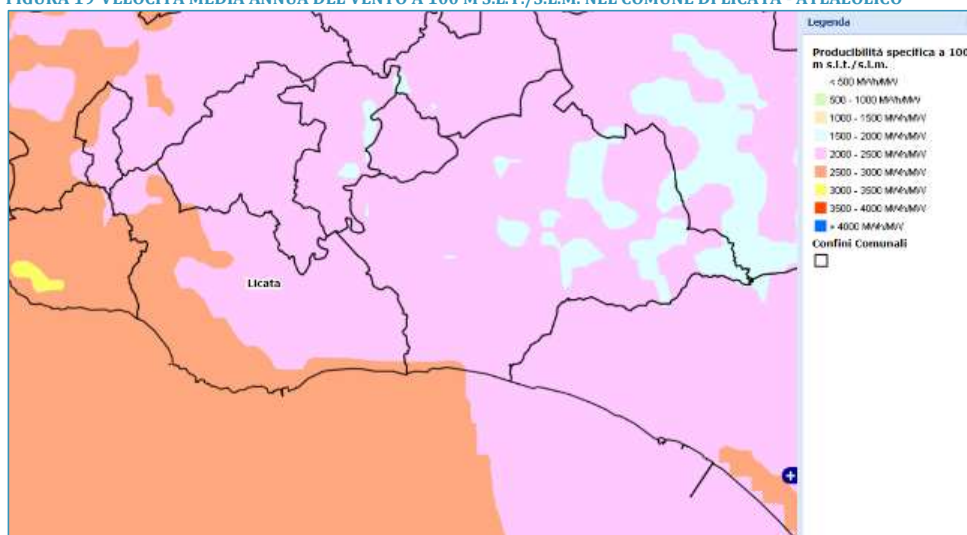 FIGURA 19 VELOCITÀ MEDIA ANNUA DEL VENTO A 100 M S.L.T./S.L.M. NEL COMUNE DI LICATA - ATLAEOLICO
Legenda
Producibilità specifica a 100
m s.l.t./s.l.m.
< 500 MWh/MW
500 - 1000 MWh/MW
1000 - 1500 MWh/MW
1500 - 2000 MWh/MW
2000 - 2500 MWh/MW
2500 - 3000 MWh/MW
3000 - 3500 MWh/MW
3500 - 4000 MWh/MW
> 4000 MWh/MW
Confini Comunali
Licata